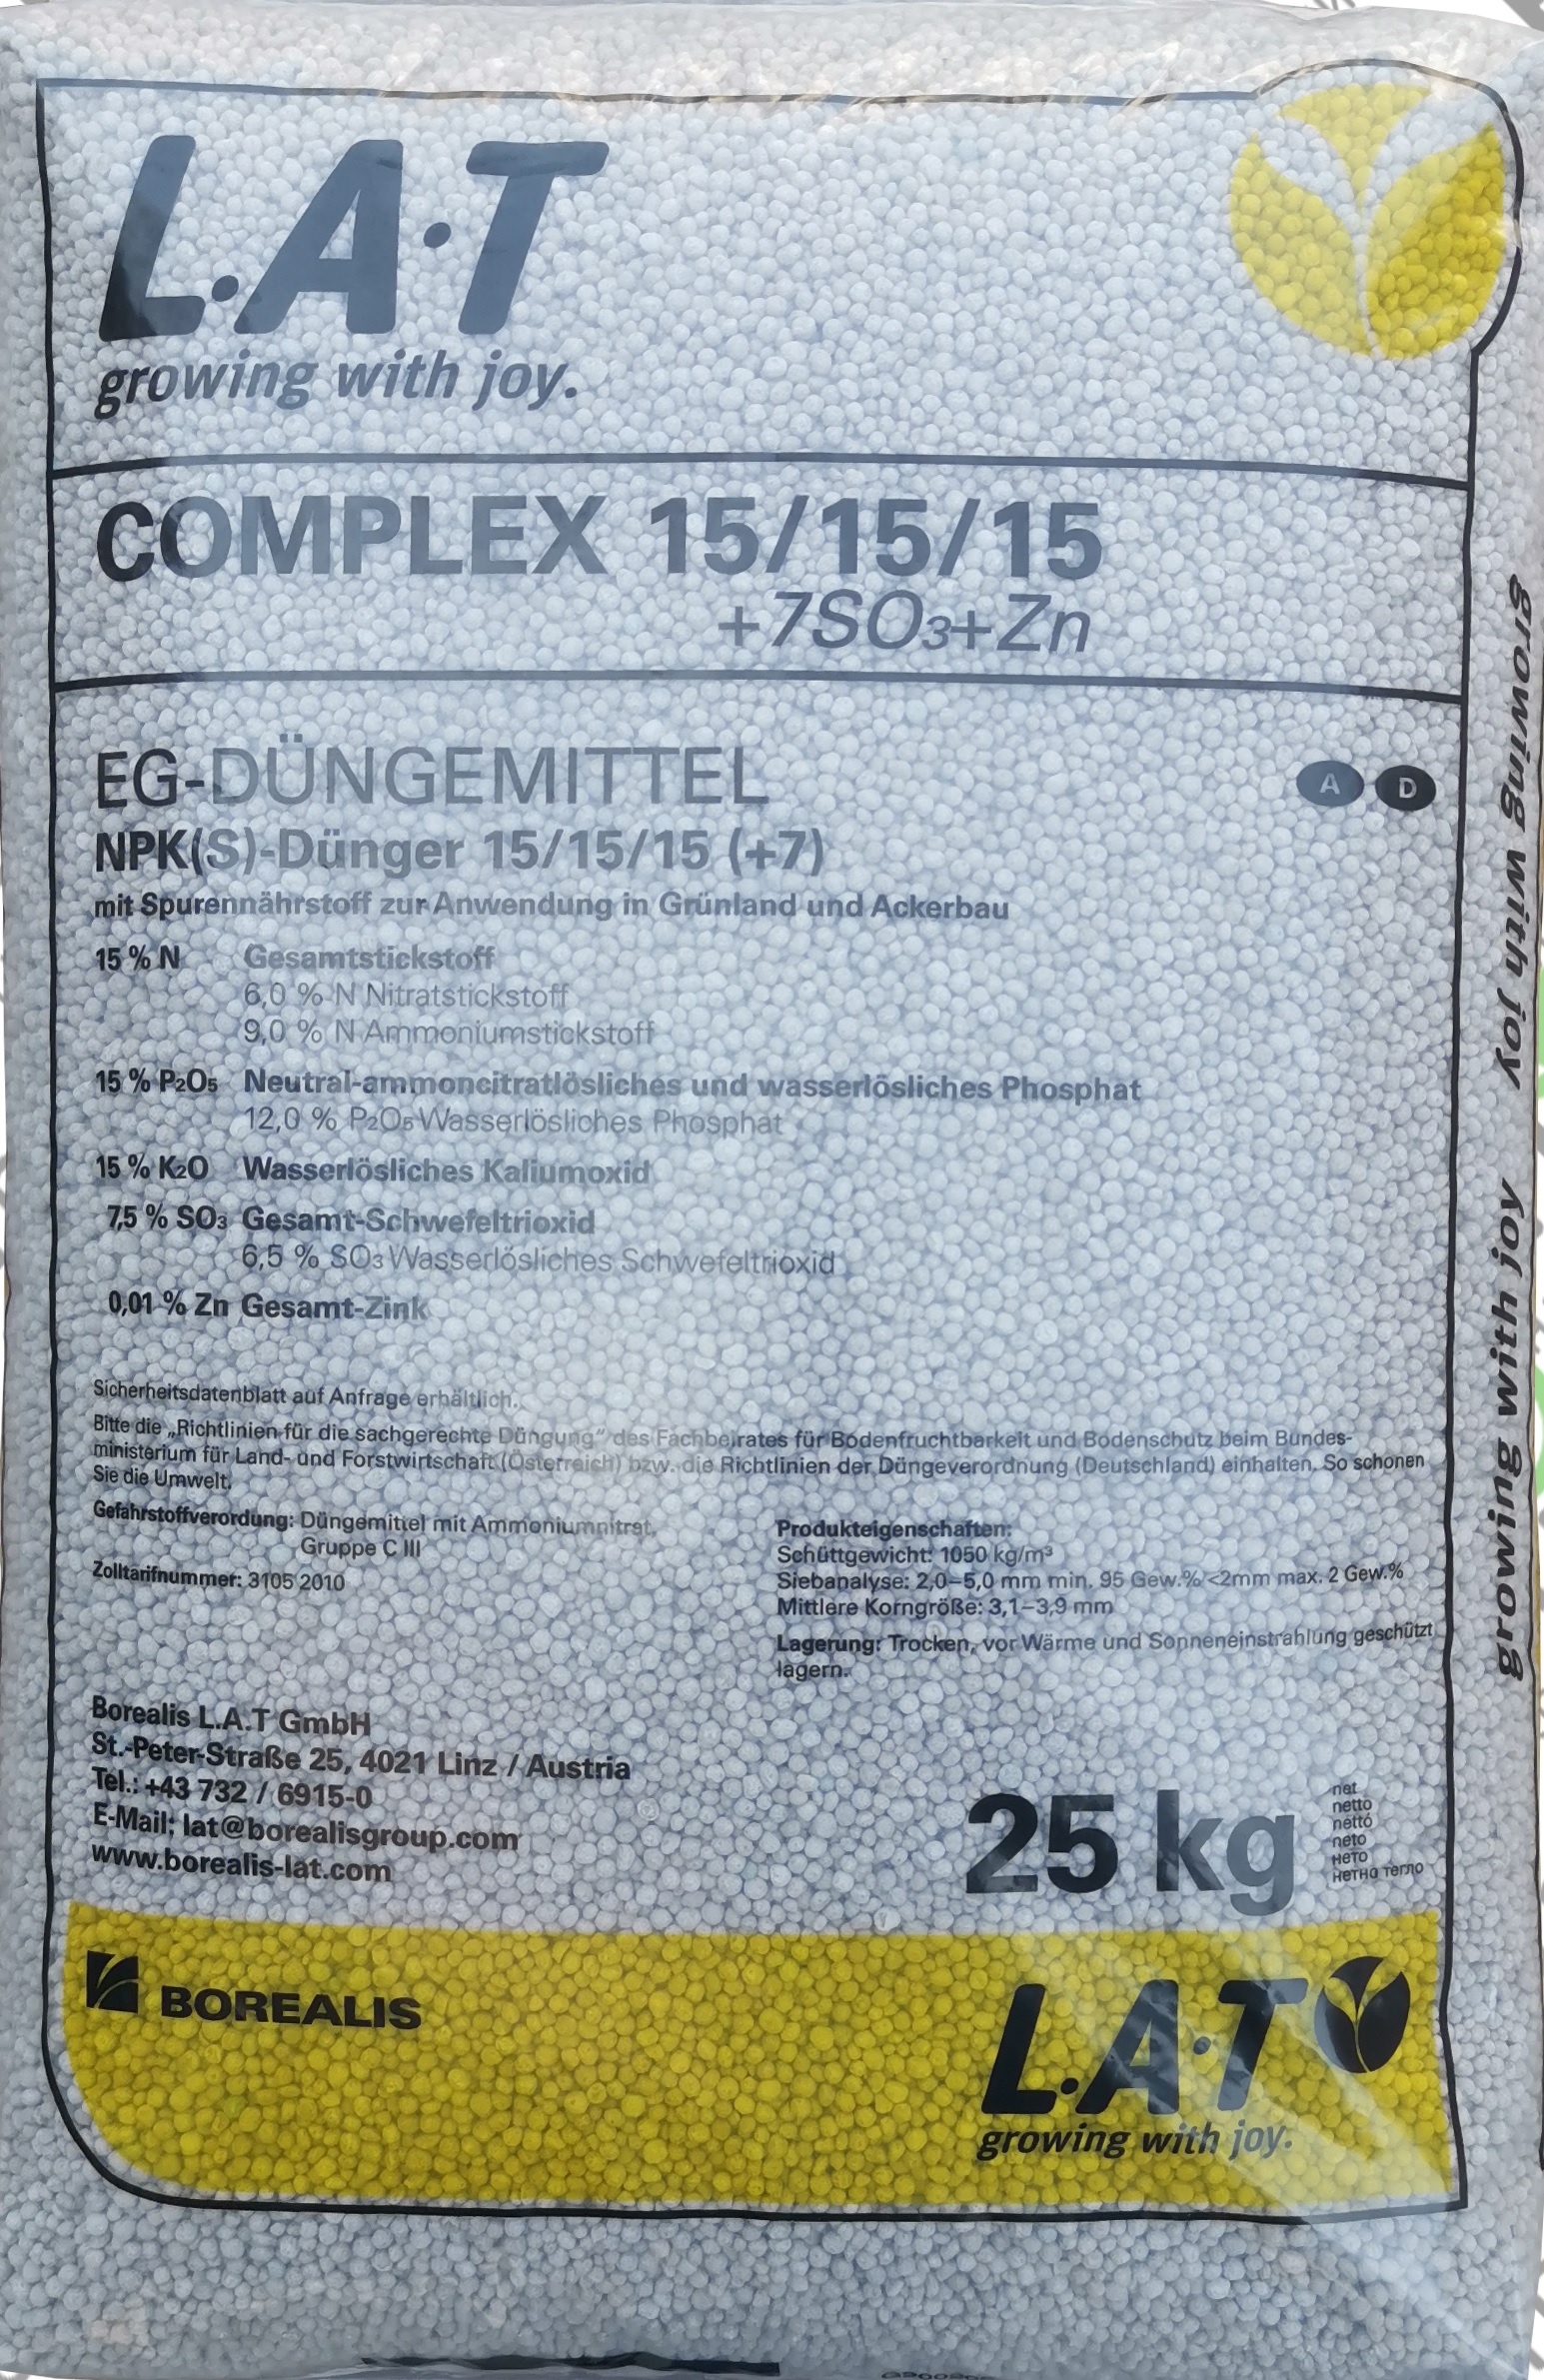 L.A.T
growing with joy.
COMPLEX 15/15/15
+7SO₃+Zn
EG-DÜNGEMITTEL
A D
NPK(S)-Dünger 15/15/15 (+7)
mit Spurennährstoff zur Anwendung in Grünland und Ackerbau
15 % N Gesamtstickstoff
6,0 % N Nitratstickstoff
9,0 % N Ammoniumstickstoff
15 % P₂O₅ Neutral-ammoncitratlösliches und wasserlösliches Phosphat
12,0 % P₂O₅ Wasserlösliches Phosphat
15 % K₂O Wasserlösliches Kaliumoxid
7,5 % SO₃ Gesamt-Schwefeltrioxid
6,5 % SO₃ Wasserlösliches Schwefeltrioxid
0,01 % Zn Gesamt-Zink
Sicherheitsdatenblatt auf Anfrage erhältlich.
Bitte die „Richtlinien für die sachgerechte Düngung" des Fachbeirates für Bodenfruchtbarkeit und Bodenschutz beim Bundes-
ministerium für Land- und Forstwirtschaft (Österreich) bzw. die Richtlinien der Düngeverordnung (Deutschland) einhalten. So schonen
Sie die Umwelt.
Gefahrstoffverordung: Düngemittel mit Ammoniumnitrat,
Gruppe C III
Zolltarifnummer: 3105 2010
Produkteigenschaften:
Schüttgewicht: 1050 kg/m³
Siebanalyse: 2,0–5,0 mm min. 95 Gew.% <2mm max. 2 Gew.%
Mittlere Korngröße: 3,1–3,9 mm
Lagerung: Trocken, vor Wärme und Sonneneinstrahlung geschützt
lagern.
Borealis L.A.T GmbH
St.-Peter-Straße 25, 4021 Linz / Austria
Tel.: +43 732 / 6915-0
E-Mail: lat@borealisgroup.com
www.borealis-lat.com
25 kg
net
netto
nettó
neto
нето
нетна тегло
BOREALIS
L.A.T
growing with joy.
growing with joy
growing with joy